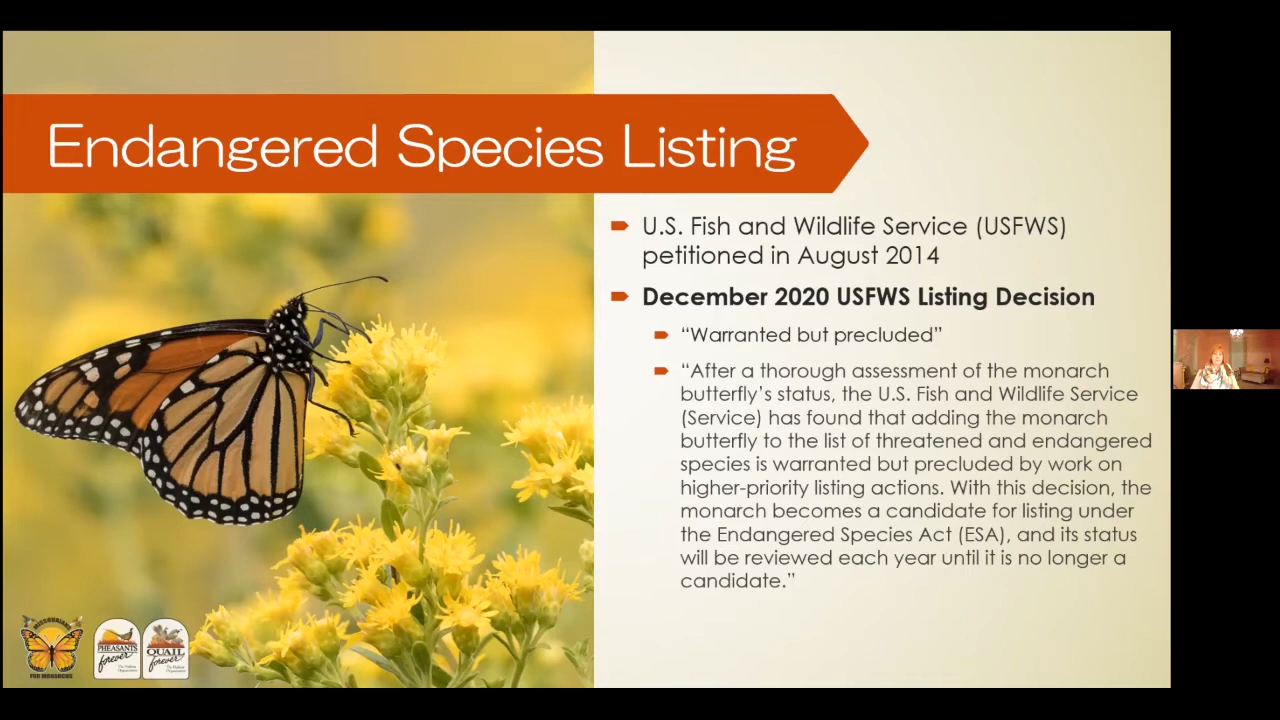 Endangered Species Listing
U.S. Fish and Wildlife Service (USFWS)
petitioned in August 2014
December 2020 USFWS Listing Decision
“Warranted but precluded”
“After a thorough assessment of the monarch
butterfly’s status, the U.S. Fish and Wildlife Service
(Service) has found that adding the monarch
butterfly to the list of threatened and endangered
species is warranted but precluded by work on
higher-priority listing actions. With this decision, the
monarch becomes a candidate for listing under
the Endangered Species Act (ESA), and its status
will be reviewed each year until it is no longer a
candidate.”
MISSOURIANS
FOR MONARCHS
PHEASANTS
forever
QUAIL
forever